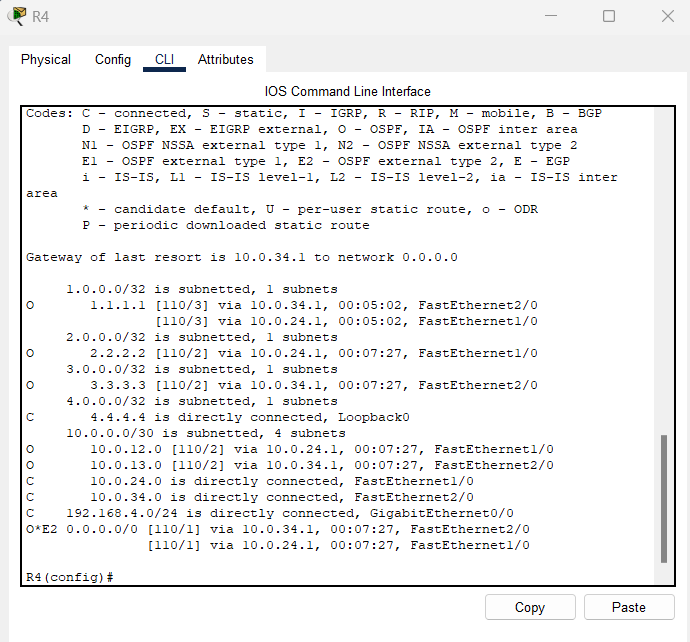 R4
Physical Config CLI Attributes
IOS Command Line Interface
Codes: C - connected, S - static, I - IGRP, R - RIP, M - mobile, B - BGP
       D - EIGRP, EX - EIGRP external, O - OSPF, IA - OSPF inter area
       N1 - OSPF NSSA external type 1, N2 - OSPF NSSA external type 2
       E1 - OSPF external type 1, E2 - OSPF external type 2, E - EGP
       i - IS-IS, L1 - IS-IS level-1, L2 - IS-IS level-2, ia - IS-IS inter
area
       * - candidate default, U - per-user static route, o - ODR
       P - periodic downloaded static route

Gateway of last resort is 10.0.34.1 to network 0.0.0.0

     1.0.0.0/32 is subnetted, 1 subnets
O       1.1.1.1 [110/3] via 10.0.34.1, 00:05:02, FastEthernet2/0
                [110/3] via 10.0.24.1, 00:05:02, FastEthernet1/0
     2.0.0.0/32 is subnetted, 1 subnets
O       2.2.2.2 [110/2] via 10.0.24.1, 00:07:27, FastEthernet1/0
     3.0.0.0/32 is subnetted, 1 subnets
O       3.3.3.3 [110/2] via 10.0.34.1, 00:07:27, FastEthernet2/0
     4.0.0.0/32 is subnetted, 1 subnets
C       4.4.4.4 is directly connected, Loopback0
     10.0.0.0/30 is subnetted, 4 subnets
O       10.0.12.0 [110/2] via 10.0.24.1, 00:07:27, FastEthernet1/0
O       10.0.13.0 [110/2] via 10.0.34.1, 00:07:27, FastEthernet2/0
C       10.0.24.0 is directly connected, FastEthernet1/0
C       10.0.34.0 is directly connected, FastEthernet2/0
C    192.168.4.0/24 is directly connected, GigabitEthernet0/0
O*E2 0.0.0.0/0 [110/1] via 10.0.34.1, 00:07:27, FastEthernet2/0
               [110/1] via 10.0.24.1, 00:07:27, FastEthernet1/0

R4(config)#
Copy Paste